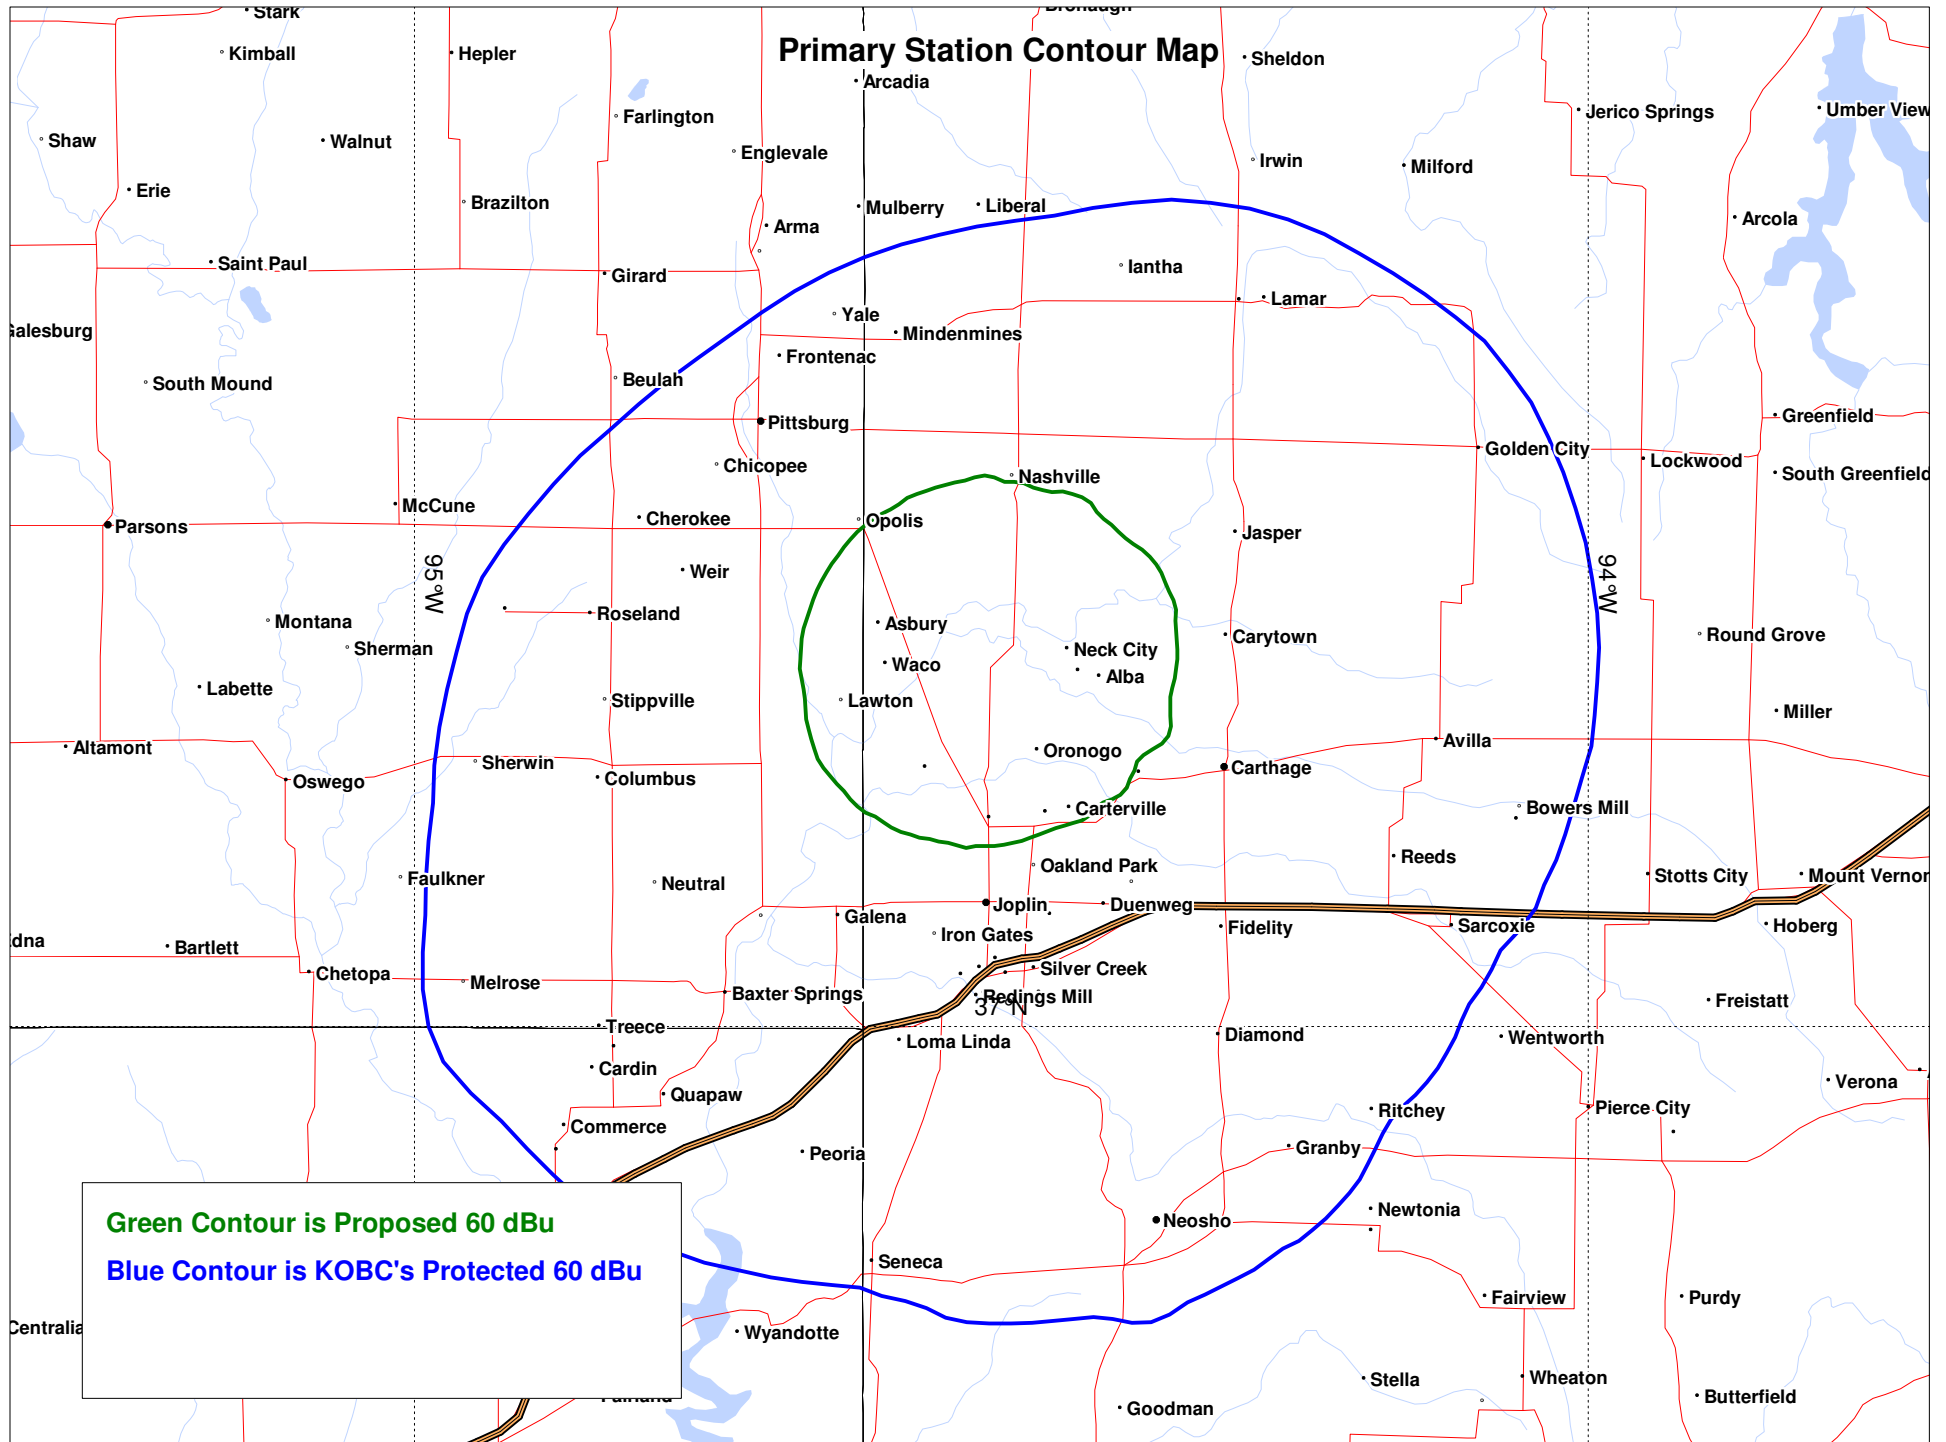 Stark
Bronaugh
Primary Station Contour Map
Kimball
Hepler
Sheldon
Arcadia
Farlington
Jerico Springs
Umber View
Shaw
Walnut
Englevale
Irwin
Milford
Erie
Brazilton
Mulberry
Liberal
Arcola
Arma
Saint Paul
Girard
Iantha
Lamar
Yale
Galesburg
Mindenmines
Frontenac
South Mound
Beulah
Greenfield
Pittsburg
Golden City
Lockwood
Chicopee
South Greenfield
Nashville
McCune
Parsons
Cherokee
Opolis
Jasper
95°W
94°W
Weir
Roseland
Montana
Asbury
Sherman
Neck City
Carytown
Round Grove
Waco
Alba
Labette
Stippville
Lawton
Miller
Altamont
Oronogo
Avilla
Sherwin
Carthage
Oswego
Columbus
Carterville
Bowers Mill
Reeds
Oakland Park
Faulkner
Neutral
Stotts City
Mount Vernon
Joplin
Duenweg
Galena
Edna
Bartlett
Iron Gates
Fidelity
Sarcoxie
Hoberg
Chetopa
Melrose
Silver Creek
Baxter Springs
Redings Mill
37°N
Freistatt
Treece
Loma Linda
Diamond
Wentworth
Cardin
Verona
Quapaw
Ritchey
Pierce City
Commerce
Peoria
Granby
Newtonia
Neosho
Green Contour is Proposed 60 dBu
Blue Contour is KOBC's Protected 60 dBu
Seneca
Fairview
Purdy
Centralia
Wyandotte
Stella
Wheaton
Fairland
Butterfield
Goodman